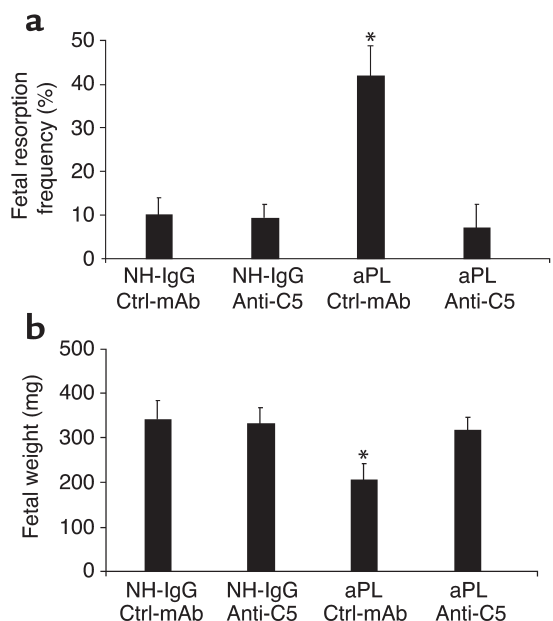 a
Fetal resorption
frequency (%)
50
40
30
20
10
0
*
NH-IgG
Ctrl-mAb
NH-IgG
Anti-C5
aPL
Ctrl-mAb
aPL
Anti-C5
b
Fetal weight (mg)
500
400
300
200
100
0
*
NH-IgG
Ctrl-mAb
NH-IgG
Anti-C5
aPL
Ctrl-mAb
aPL
Anti-C5